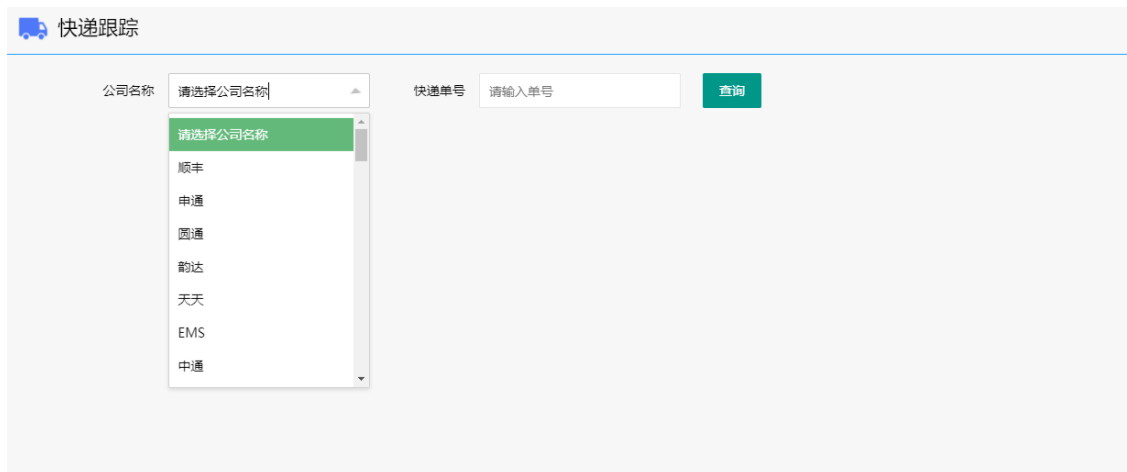 快递跟踪
公司名称 请选择公司名称 快递单号 请输入单号 查询
请选择公司名称
顺丰
申通
圆通
韵达
天天
EMS
中通